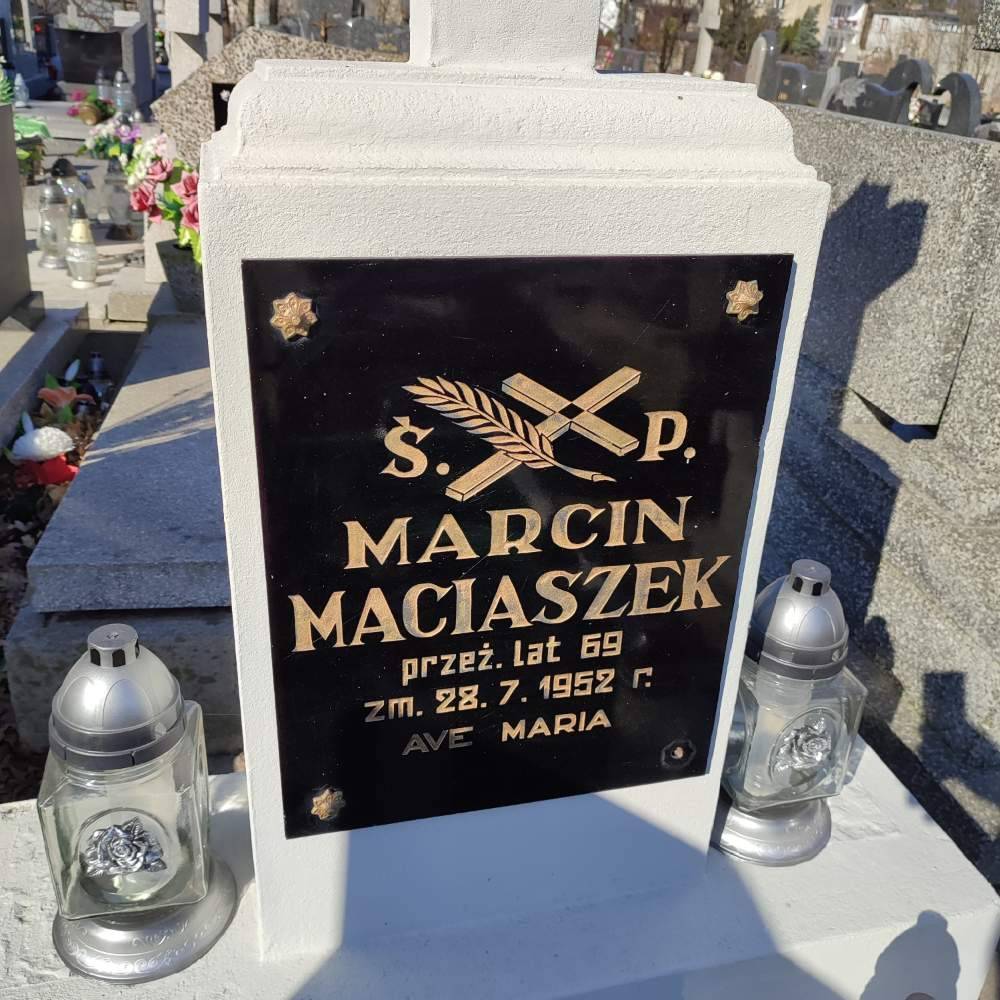 Ś. P.
MARCIN
MACIASZEK
przeż. lat 69
zm. 28. 7. 1952 r.
AVE MARIA